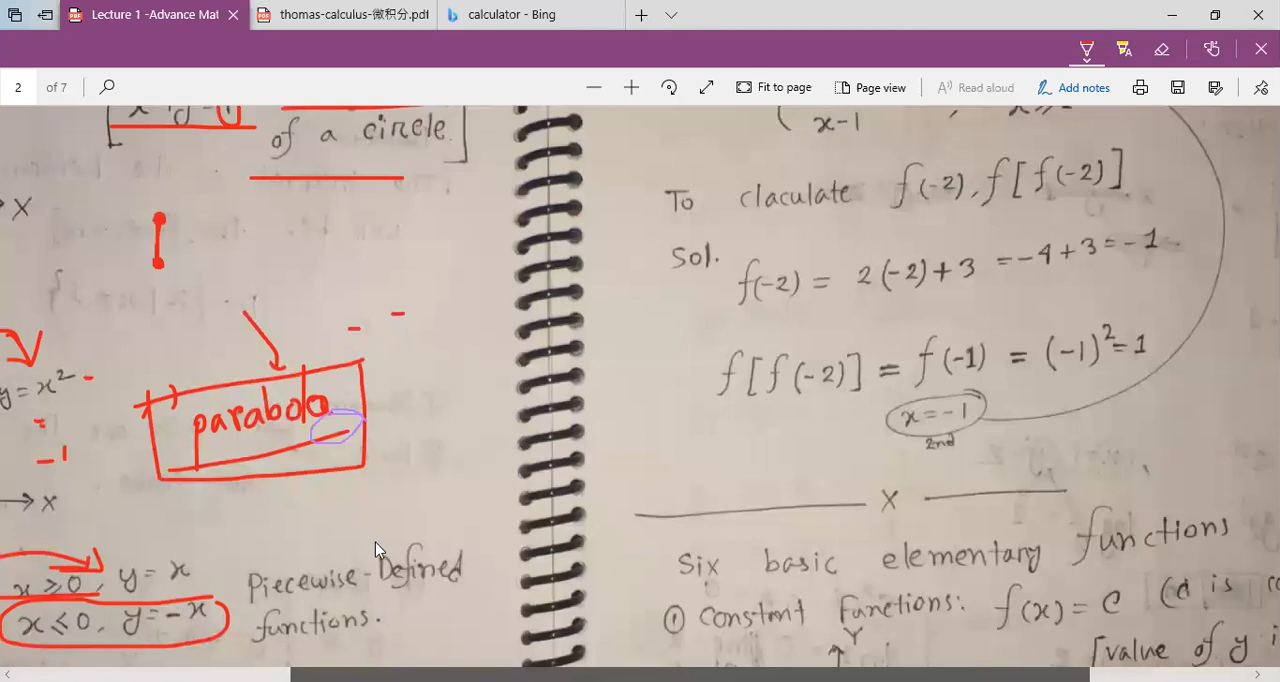 Lecture 1 -Advance Mat
thomas-calculus-微积分.pdf
calculator - Bing
2 of 7
Fit to page
Page view
Read aloud
Add notes
of a circle
X
y = x²
-1
parabola
X
x ≥ 0, y = x
x ≤ 0, y = -x
Piecewise-Defined
functions.
x-1
To claculate f(-2), f[f(-2)]
Sol. f(-2) = 2(-2)+3 = -4+3 = -1
f[f(-2)] = f(-1) = (-1)² = 1
x = -1
2nd
X
Six basic elementary functions
① Constant Functions: f(x) = C (C is
Y
[value of y i